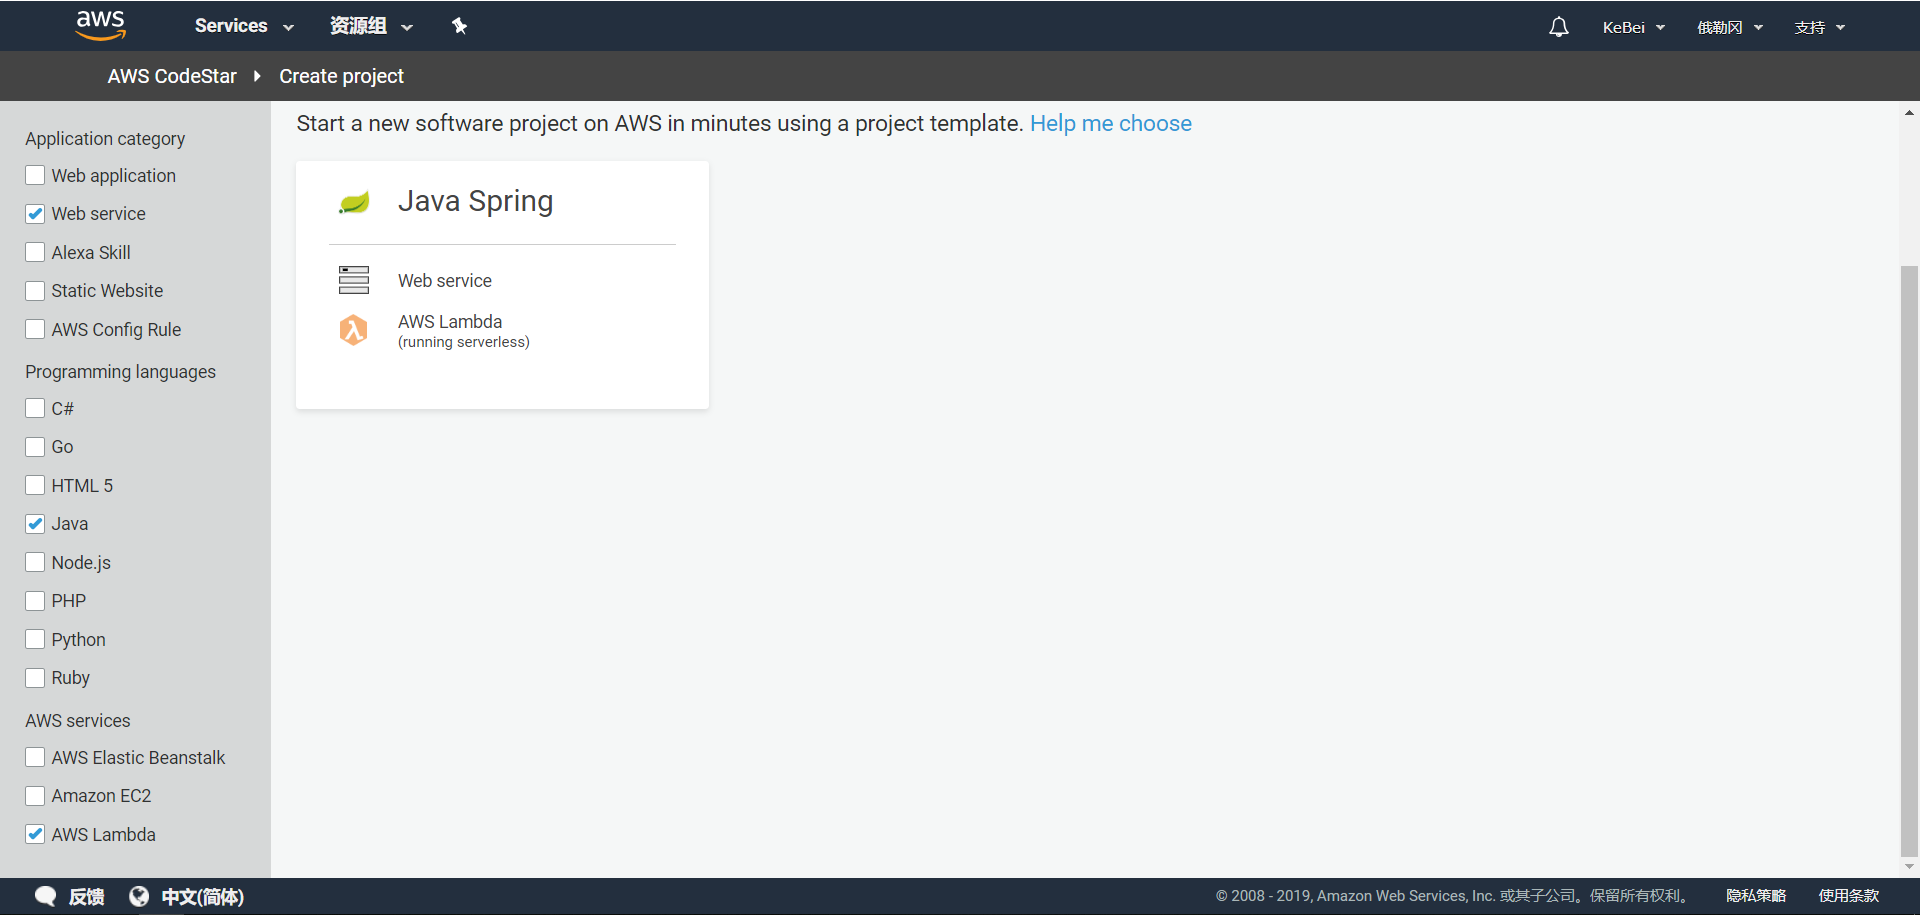 aws
Services
资源组
KeBei
俄勒冈
支持
AWS CodeStar
Create project
Application category
Web application
Web service
Alexa Skill
Static Website
AWS Config Rule
Programming languages
C#
Go
HTML 5
Java
Node.js
PHP
Python
Ruby
AWS services
AWS Elastic Beanstalk
Amazon EC2
AWS Lambda
Start a new software project on AWS in minutes using a project template. Help me choose
Java Spring
Web service
AWS Lambda
(running serverless)
反馈
中文(简体)
© 2008 - 2019, Amazon Web Services, Inc. 或其子公司。保留所有权利。
隐私策略
使用条款